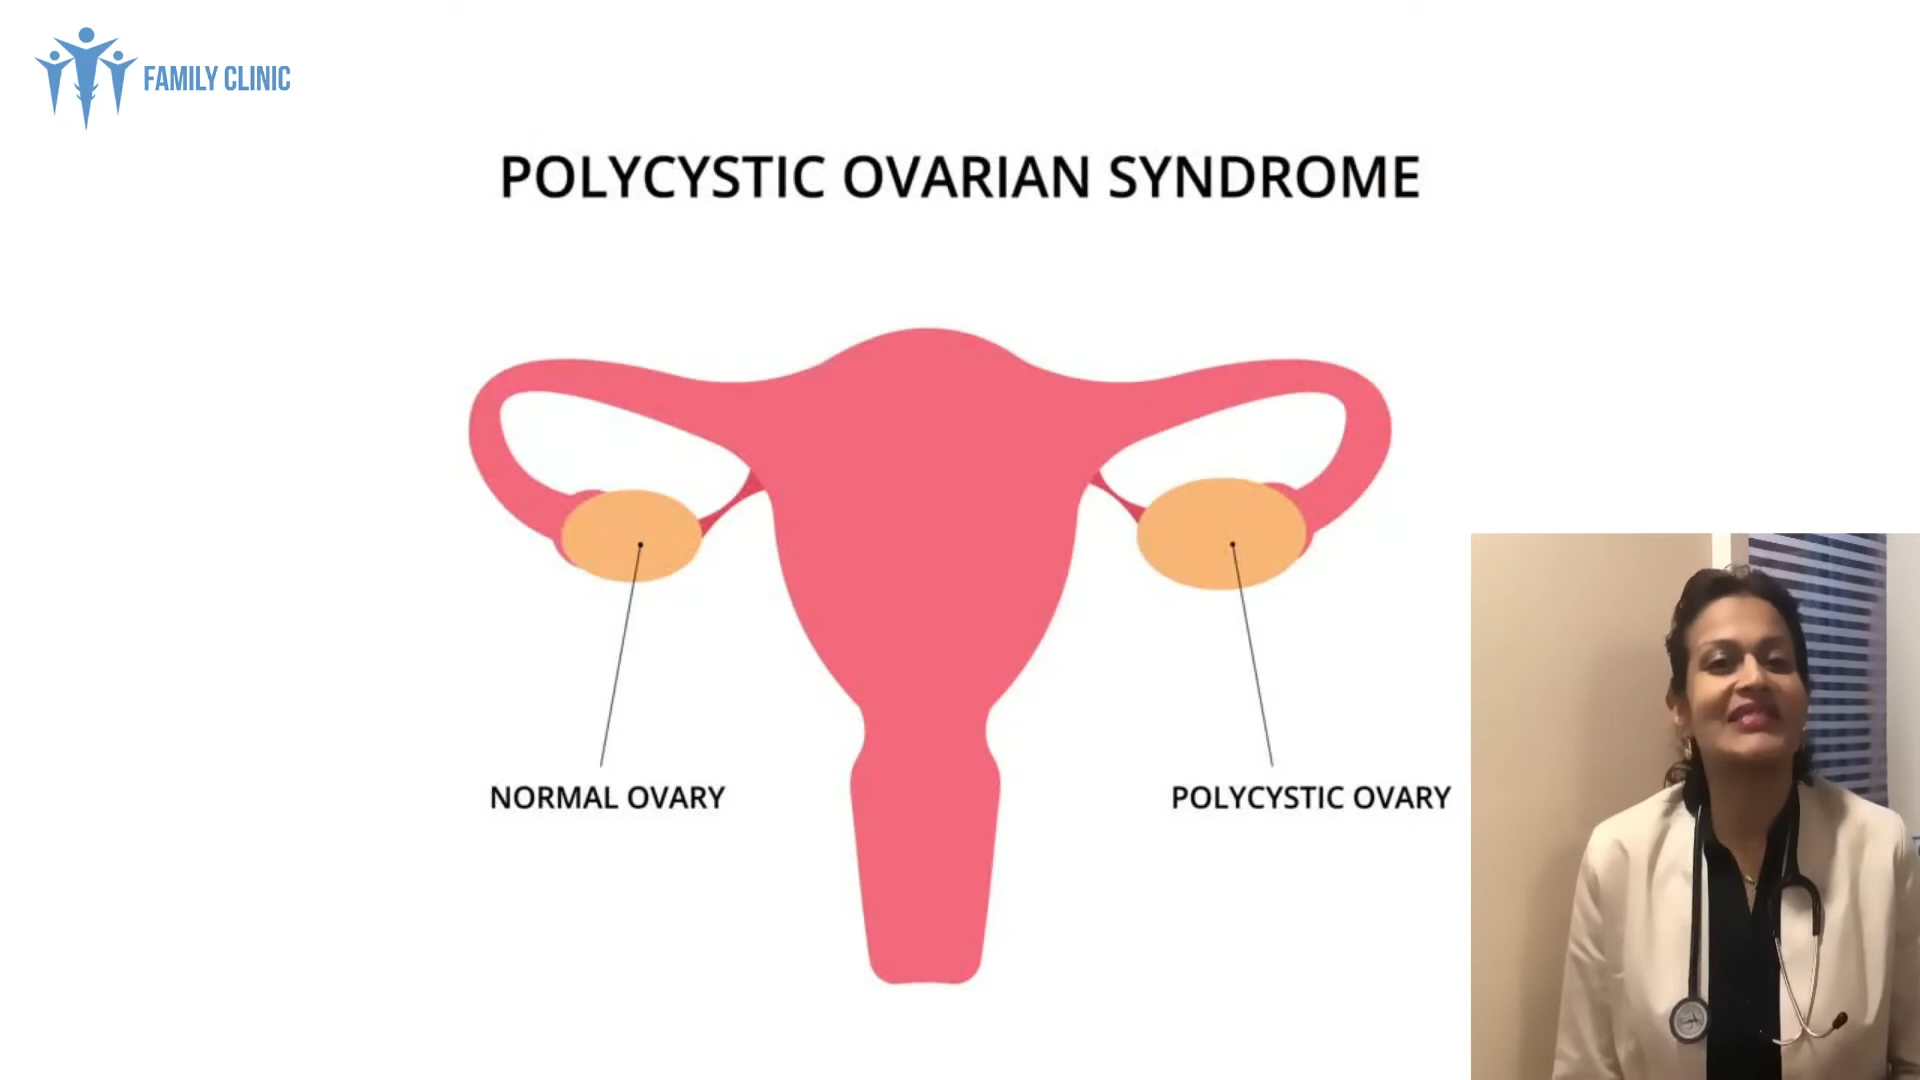 FAMILY CLINIC
POLYCYSTIC OVARIAN SYNDROME
NORMAL OVARY
POLYCYSTIC OVARY